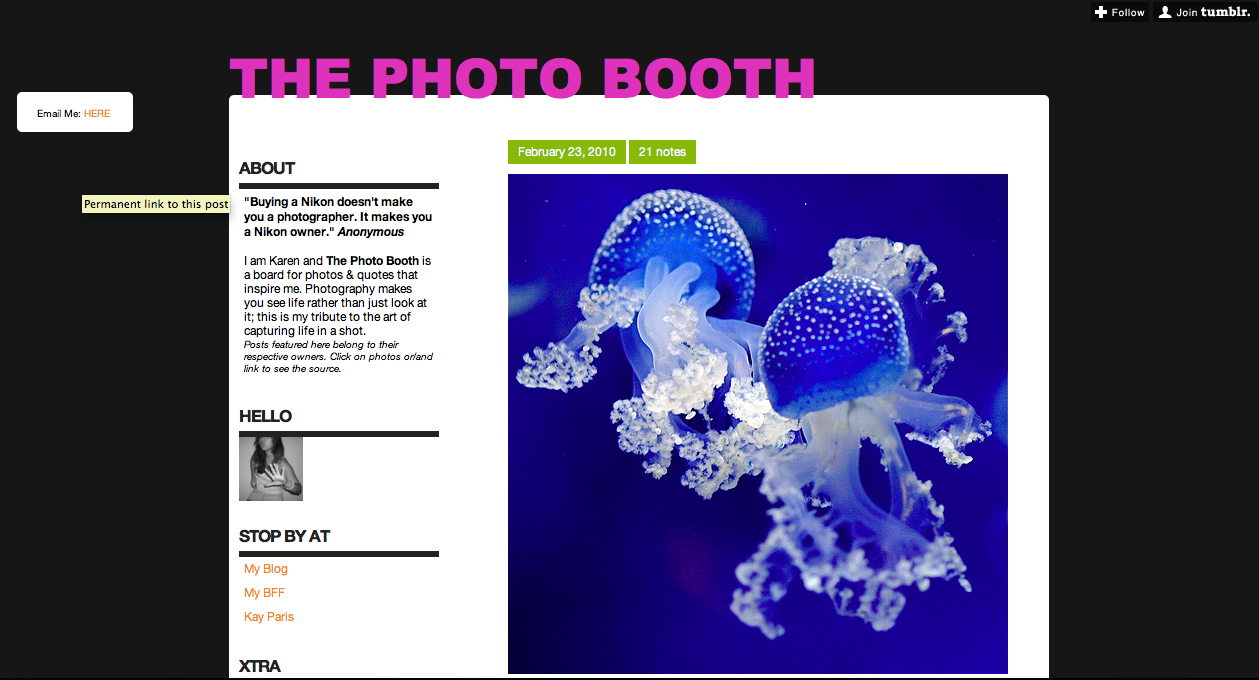 Follow
Join tumblr.
THE PHOTO BOOTH
Email Me: HERE
February 23, 2010
21 notes
ABOUT
Permanent link to this post
"Buying a Nikon doesn't make
you a photographer. It makes you
a Nikon owner." Anonymous
I am Karen and The Photo Booth is
a board for photos & quotes that
inspire me. Photography makes
you see life rather than just look at
it; this is my tribute to the art of
capturing life in a shot.
Posts featured here belong to their
respective owners. Click on photos or/and
link to see the source.
HELLO
STOP BY AT
My Blog
My BFF
Kay Paris
XTRA